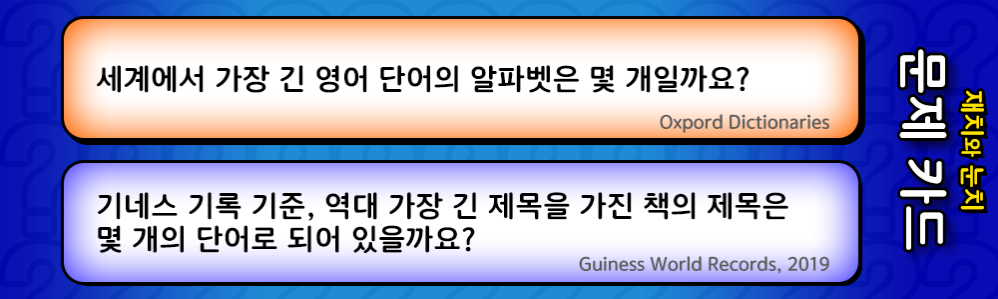 세계에서 가장 긴 영어 단어의 알파벳은 몇 개일까요?
Oxpord Dictionaries
기네스 기록 기준, 역대 가장 긴 제목을 가진 책의 제목은
몇 개의 단어로 되어 있을까요?
Guiness World Records, 2019
재치와 눈치
문제 카드